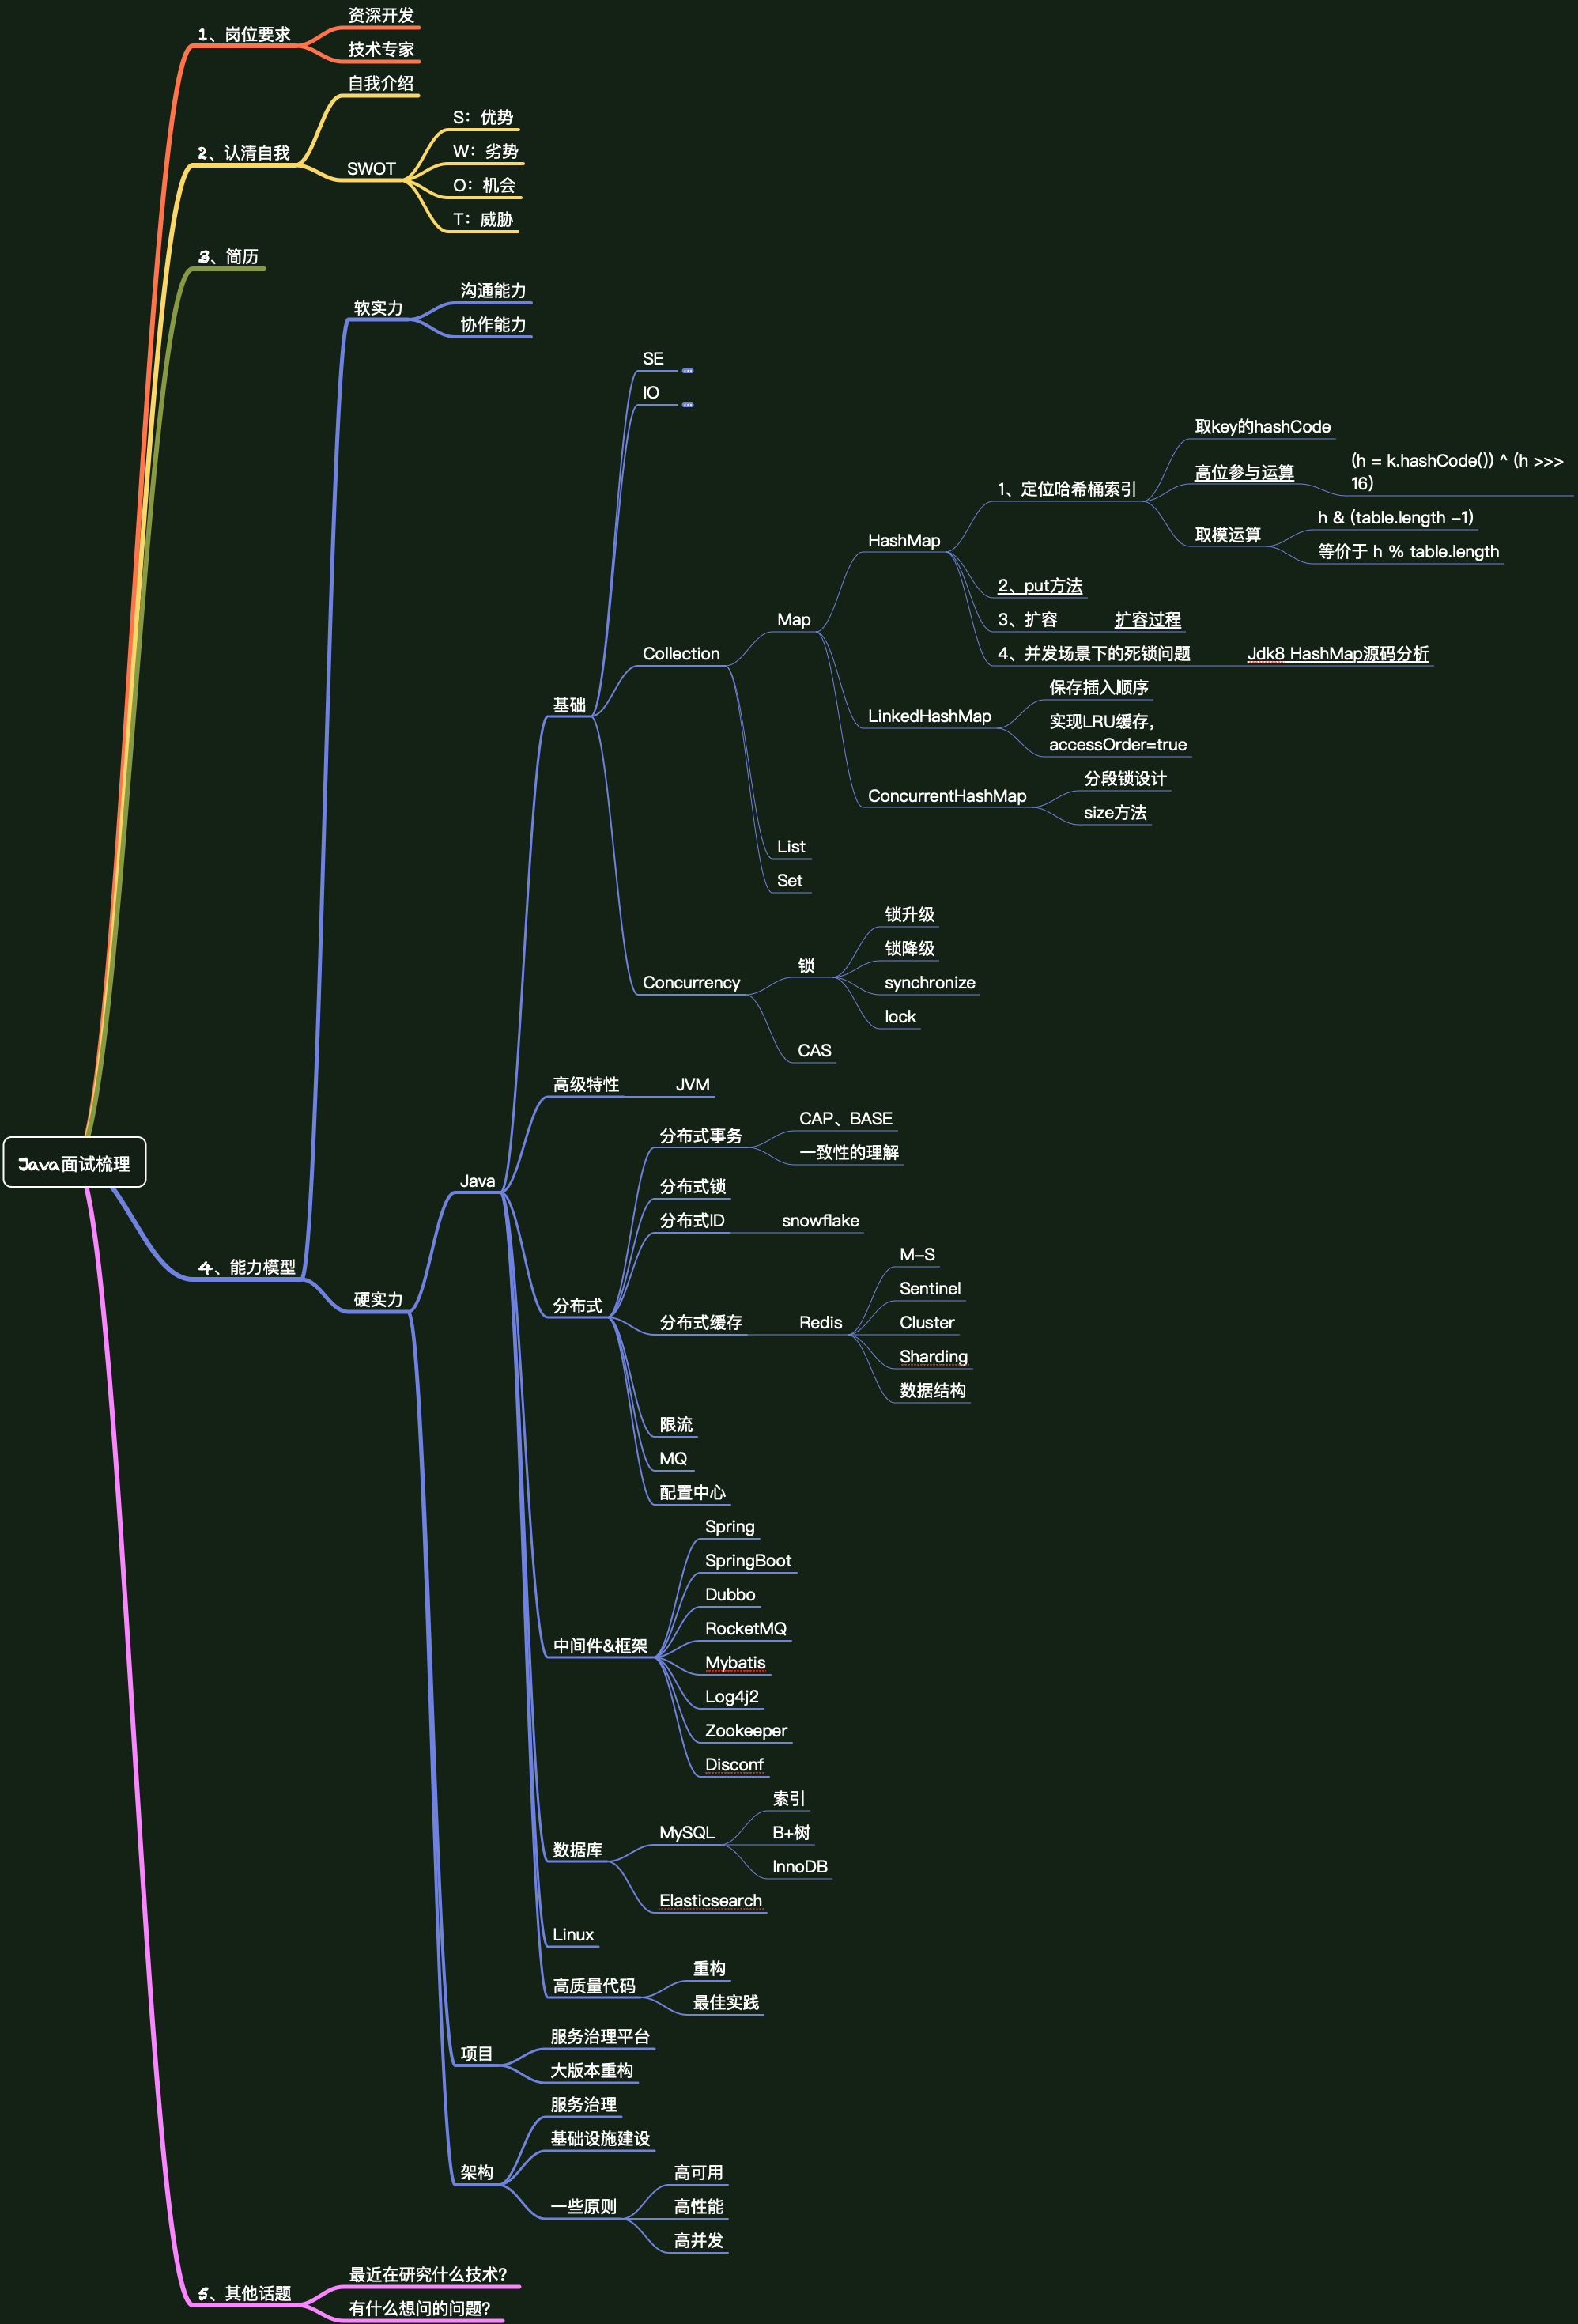 资深开发
1、岗位要求
技术专家
自我介绍
S：优势
2、认清自我
W：劣势
SWOT
O：机会
T：威胁
3、简历
沟通能力
软实力
协作能力
SE
IO
取key的hashCode
(h = k.hashCode()) ^ (h >>>
16)
高位参与运算
1、定位哈希桶索引
h & (table.length -1)
取模运算
等价于 h % table.length
HashMap
2、put方法
3、扩容
扩容过程
Map
4、并发场景下的死锁问题
Jdk8 HashMap源码分析
Collection
保存插入顺序
LinkedHashMap
实现LRU缓存，
accessOrder=true
基础
分段锁设计
ConcurrentHashMap
size方法
List
Set
锁升级
锁降级
锁
synchronize
Concurrency
lock
CAS
高级特性
JVM
CAP、BASE
分布式事务
一致性的理解
Java面试梳理
Java
分布式锁
分布式ID
snowflake
M-S
4、能力模型
Sentinel
硬实力
分布式
分布式缓存
Redis
Cluster
Sharding
数据结构
限流
MQ
配置中心
Spring
SpringBoot
Dubbo
RocketMQ
中间件&框架
Mybatis
Log4j2
Zookeeper
Disconf
索引
MySQL
B+树
数据库
InnoDB
Elasticsearch
Linux
重构
高质量代码
最佳实践
服务治理平台
项目
大版本重构
服务治理
基础设施建设
架构
高可用
一些原则
高性能
高并发
最近在研究什么技术？
5、其他话题
有什么想问的问题？